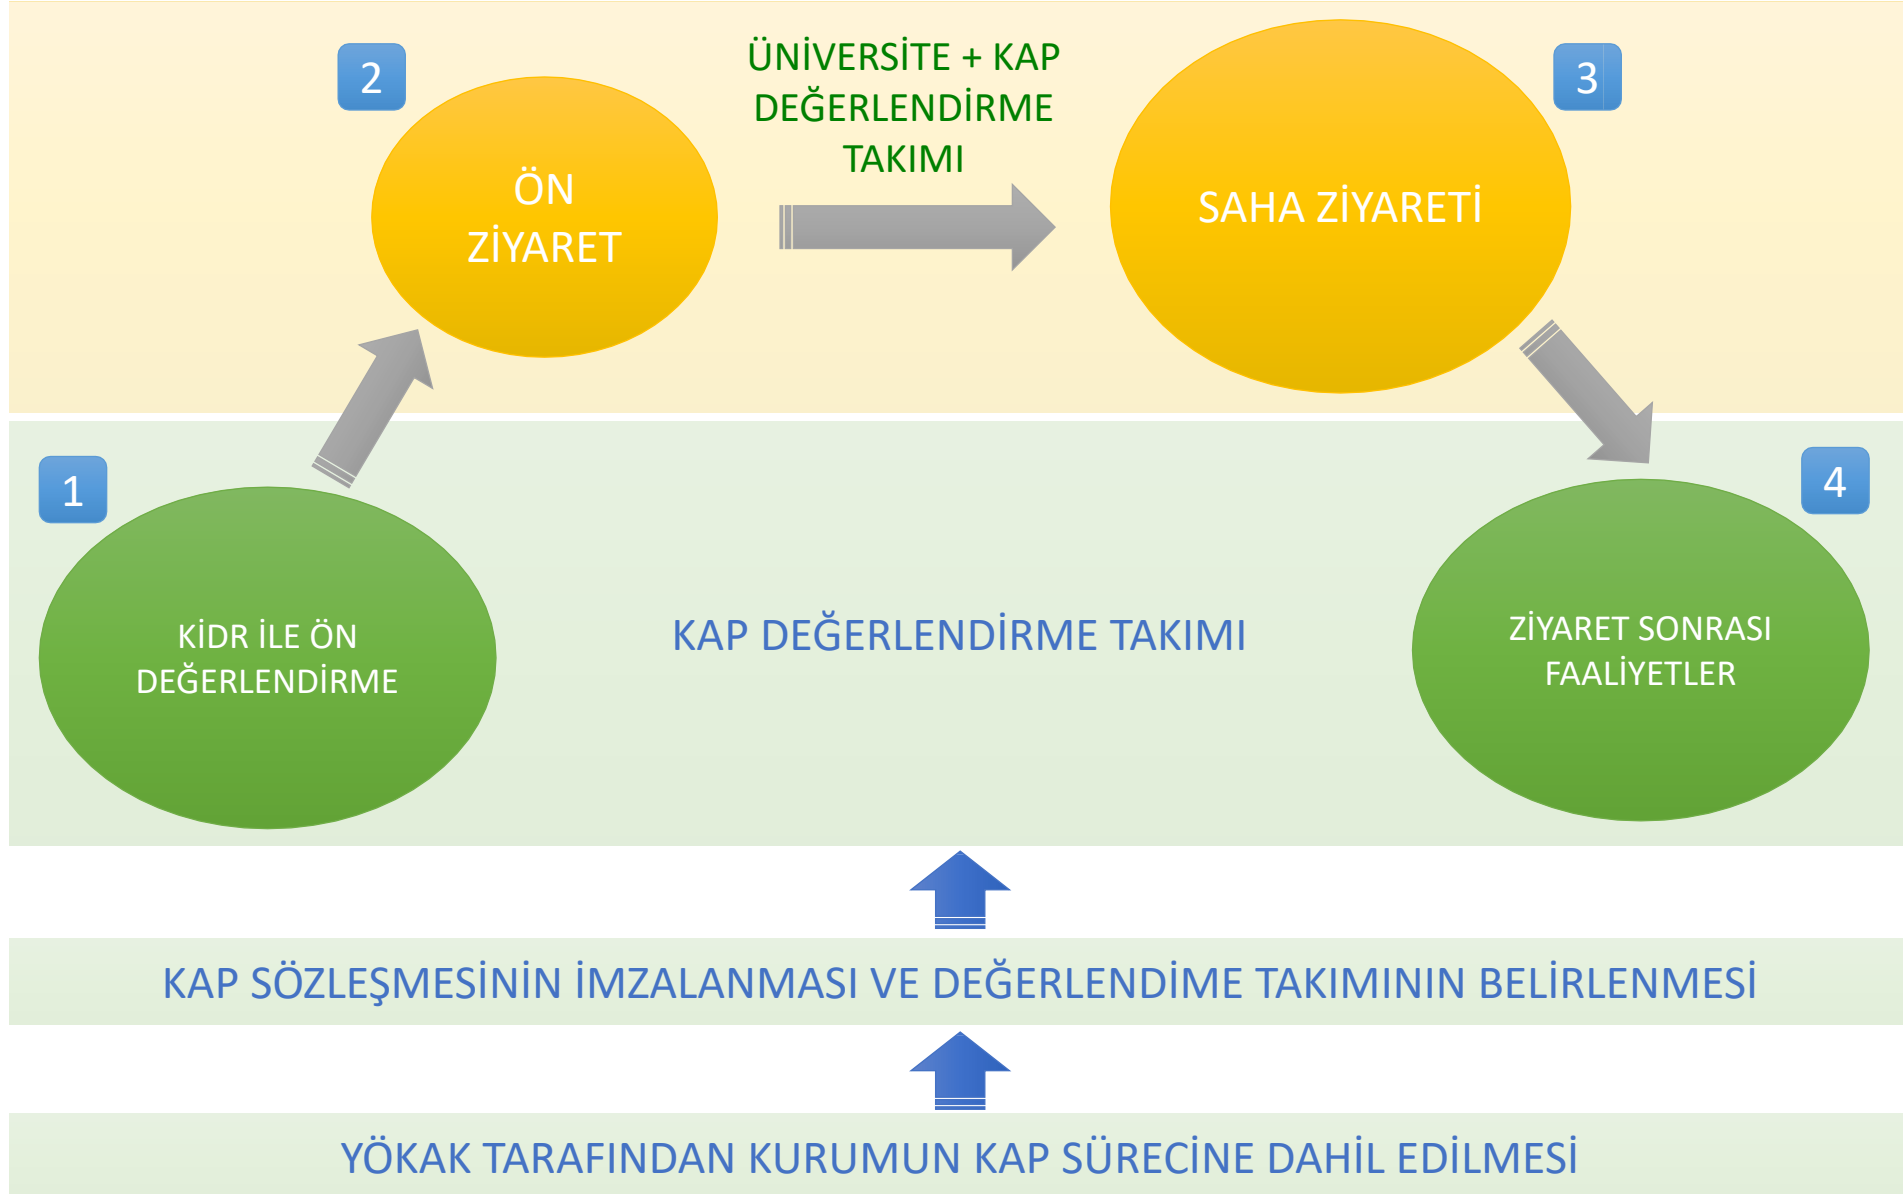 2
ÖN
ZİYARET
ÜNİVERSİTE + KAP
DEĞERLENDİRME
TAKIMI
3
SAHA ZİYARETİ
1
KİDR İLE ÖN
DEĞERLENDİRME
KAP DEĞERLENDİRME TAKIMI
4
ZİYARET SONRASI
FAALİYETLER
KAP SÖZLEŞMESİNİN İMZALANMASI VE DEĞERLENDİME TAKIMININ BELİRLENMESİ
YÖKAK TARAFINDAN KURUMUN KAP SÜRECİNE DAHİL EDİLMESİ